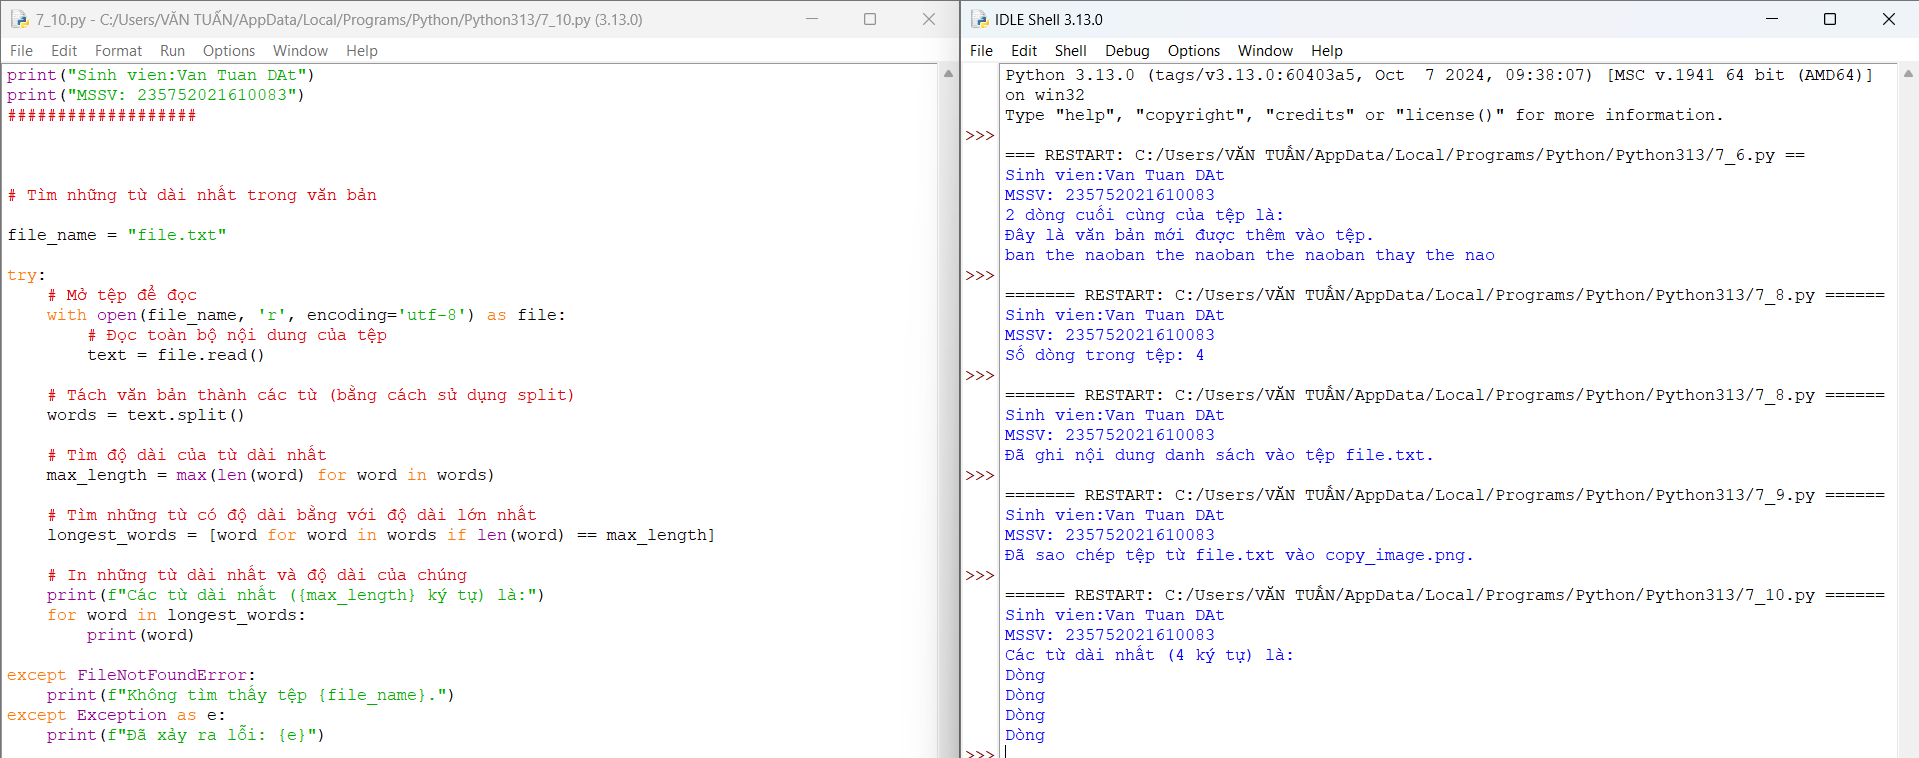 7_10.py - C:/Users/VĂN TUẤN/AppData/Local/Programs/Python/Python313/7_10.py (3.13.0)
File Edit Format Run Options Window Help
print("Sinh vien:Van Tuan DAt")
print("MSSV: 235752021610083")
###################
# Tìm những từ dài nhất trong văn bản
file_name = "file.txt"
try:
    # Mở tệp để đọc
    with open(file_name, 'r', encoding='utf-8') as file:
        # Đọc toàn bộ nội dung của tệp
        text = file.read()
    # Tách văn bản thành các từ (bằng cách sử dụng split)
    words = text.split()
    # Tìm độ dài của từ dài nhất
    max_length = max(len(word) for word in words)
    # Tìm những từ có độ dài bằng với độ dài lớn nhất
    longest_words = [word for word in words if len(word) == max_length]
    # In những từ dài nhất và độ dài của chúng
    print(f"Các từ dài nhất ({max_length} ký tự) là:")
    for word in longest_words:
        print(word)
except FileNotFoundError:
    print(f"Không tìm thấy tệp {file_name}.")
except Exception as e:
    print(f"Đã xảy ra lỗi: {e}")
IDLE Shell 3.13.0
File Edit Shell Debug Options Window Help
Python 3.13.0 (tags/v3.13.0:60403a5, Oct  7 2024, 09:38:07) [MSC v.1941 64 bit (AMD64)]
on win32
Type "help", "copyright", "credits" or "license()" for more information.
>>>
=== RESTART: C:/Users/VĂN TUẤN/AppData/Local/Programs/Python/Python313/7_6.py ==
Sinh vien:Van Tuan DAt
MSSV: 235752021610083
2 dòng cuối cùng của tệp là:
Đây là văn bản mới được thêm vào tệp.
ban the naoban the naoban the naoban thay the nao
>>>
======= RESTART: C:/Users/VĂN TUẤN/AppData/Local/Programs/Python/Python313/7_8.py ======
Sinh vien:Van Tuan DAt
MSSV: 235752021610083
Số dòng trong tệp: 4
>>>
======= RESTART: C:/Users/VĂN TUẤN/AppData/Local/Programs/Python/Python313/7_8.py ======
Sinh vien:Van Tuan DAt
MSSV: 235752021610083
Đã ghi nội dung danh sách vào tệp file.txt.
>>>
======= RESTART: C:/Users/VĂN TUẤN/AppData/Local/Programs/Python/Python313/7_9.py ======
Sinh vien:Van Tuan DAt
MSSV: 235752021610083
Đã sao chép tệp từ file.txt vào copy_image.png.
>>>
====== RESTART: C:/Users/VĂN TUẤN/AppData/Local/Programs/Python/Python313/7_10.py ======
Sinh vien:Van Tuan DAt
MSSV: 235752021610083
Các từ dài nhất (4 ký tự) là:
Dòng
Dòng
Dòng
Dòng
>>>